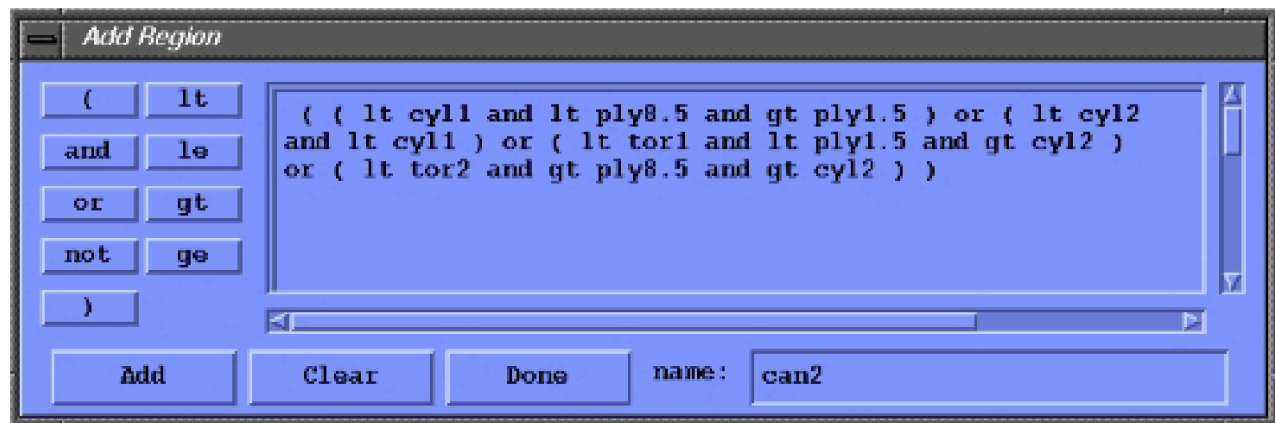 Add Region
( lt
and le
or gt
not ge
)
( ( lt cyl1 and lt ply8.5 and gt ply1.5 ) or ( lt cyl2
and lt cyl1 ) or ( lt tor1 and lt ply1.5 and gt cyl2 )
or ( lt tor2 and gt ply8.5 and gt cyl2 ) )
Add Clear Done name: can2